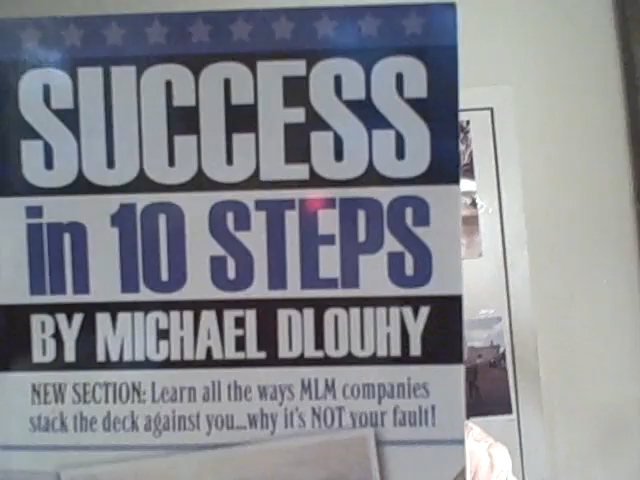 SUCCESS
in 10 STEPS
BY MICHAEL DLOUHY
NEW SECTION: Learn all the ways MLM companies
stack the deck against you...why it's NOT your fault!